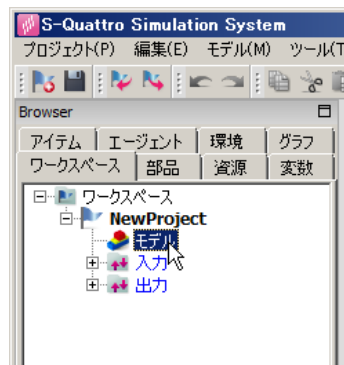 S-Quattro Simulation System
プロジェクト(P) 編集(E) モデル(M) ツール(T
Browser
アイテム エージェント 環境 グラフ
ワークスペース 部品 資源 変数
ワークスペース
NewProject
モデル
入力
出力